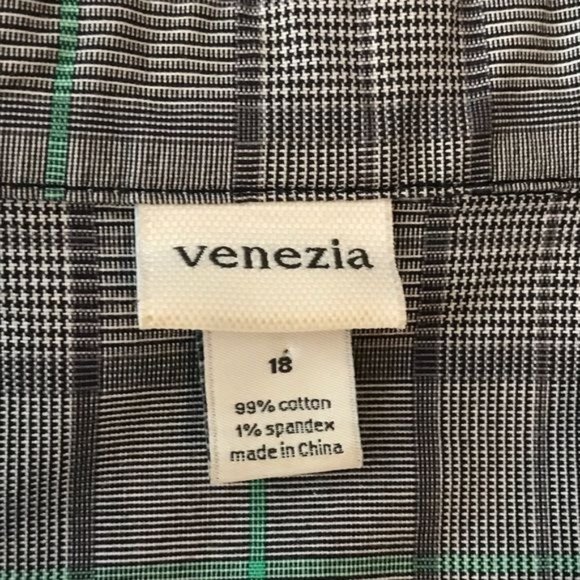 venezia
18
99% cotton
1% spandex
made in China